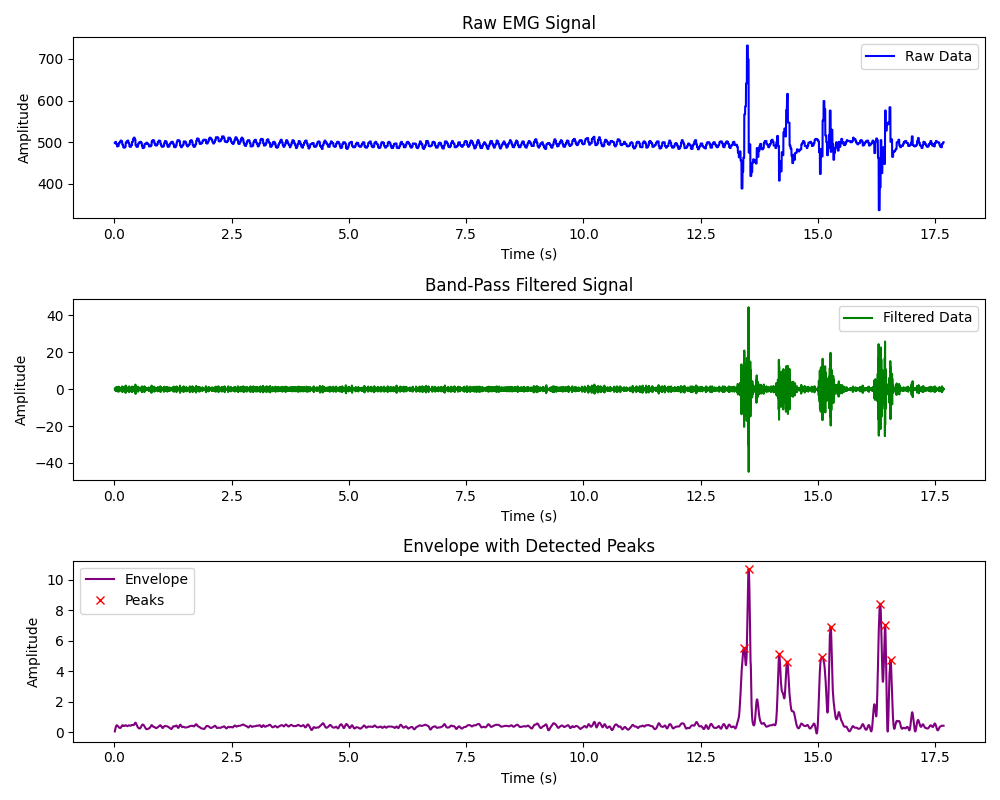 Raw EMG Signal
Raw Data
Amplitude
700
600
500
400
0.0 2.5 5.0 7.5 10.0 12.5 15.0 17.5
Time (s)
Band-Pass Filtered Signal
Filtered Data
Amplitude
40
20
0
−20
−40
0.0 2.5 5.0 7.5 10.0 12.5 15.0 17.5
Time (s)
Envelope with Detected Peaks
Envelope
Peaks
Amplitude
10
8
6
4
2
0
0.0 2.5 5.0 7.5 10.0 12.5 15.0 17.5
Time (s)